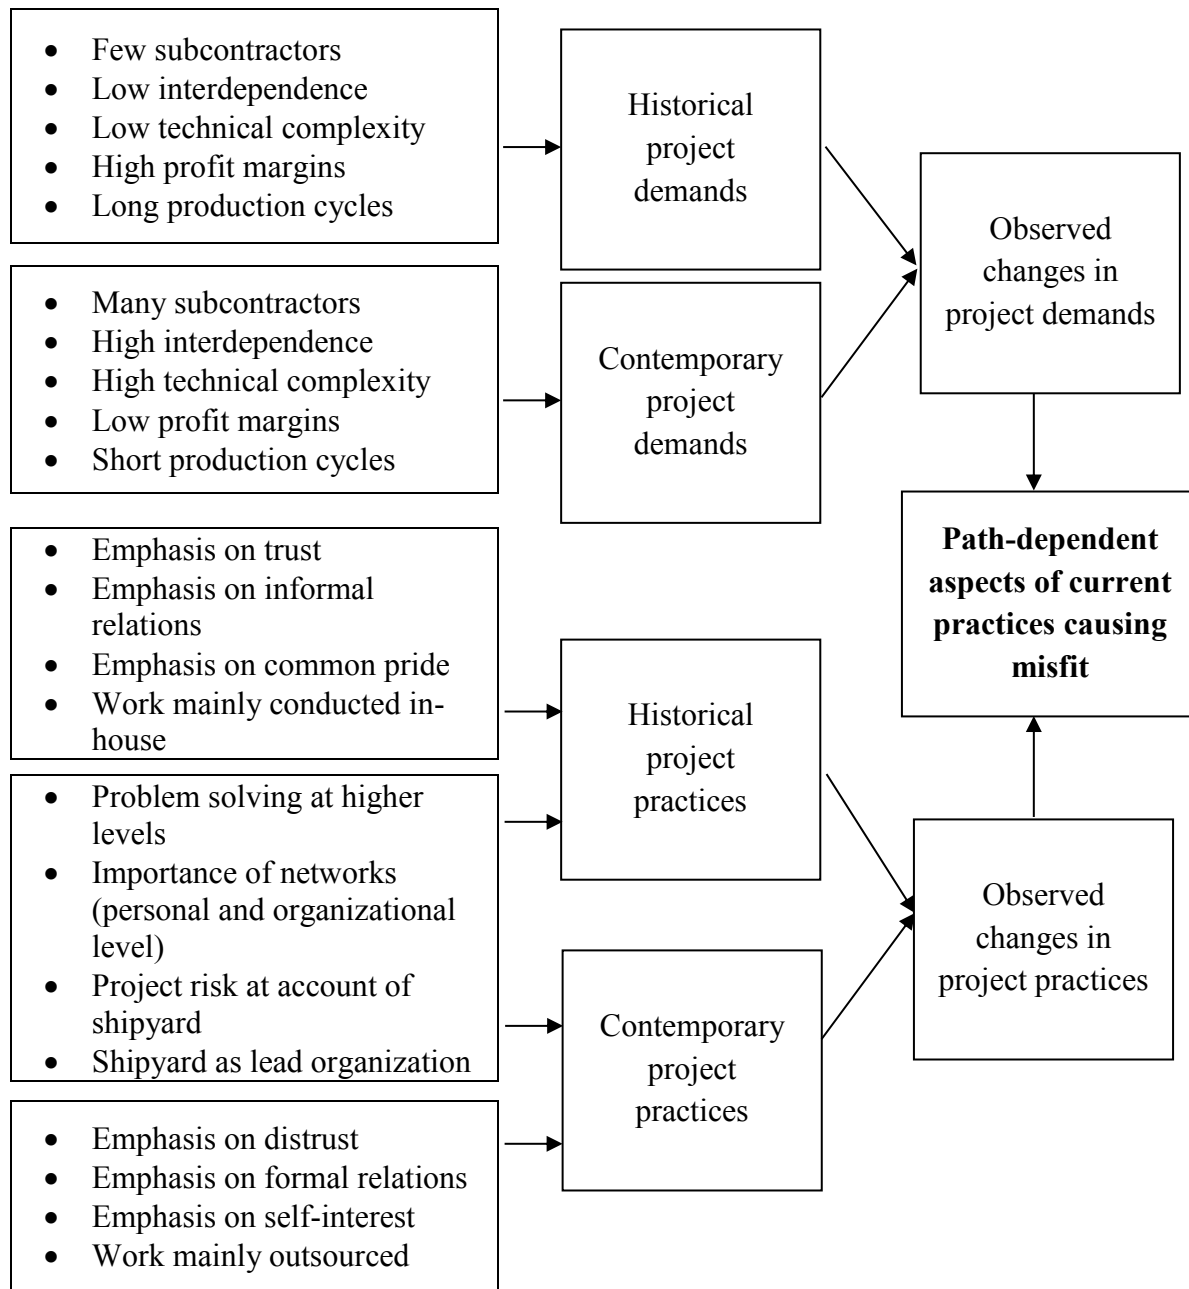 • Few subcontractors
• Low interdependence
• Low technical complexity
• High profit margins
• Long production cycles
Historical
project
demands
• Many subcontractors
• High interdependence
• High technical complexity
• Low profit margins
• Short production cycles
Contemporary
project
demands
Observed
changes in
project demands
Path-dependent
aspects of current
practices causing
misfit
• Emphasis on trust
• Emphasis on informal
relations
• Emphasis on common pride
• Work mainly conducted in-
house
• Problem solving at higher
levels
• Importance of networks
(personal and organizational
level)
• Project risk at account of
shipyard
• Shipyard as lead organization
• Emphasis on distrust
• Emphasis on formal relations
• Emphasis on self-interest
• Work mainly outsourced
Historical
project
practices
Contemporary
project
practices
Observed
changes in
project practices